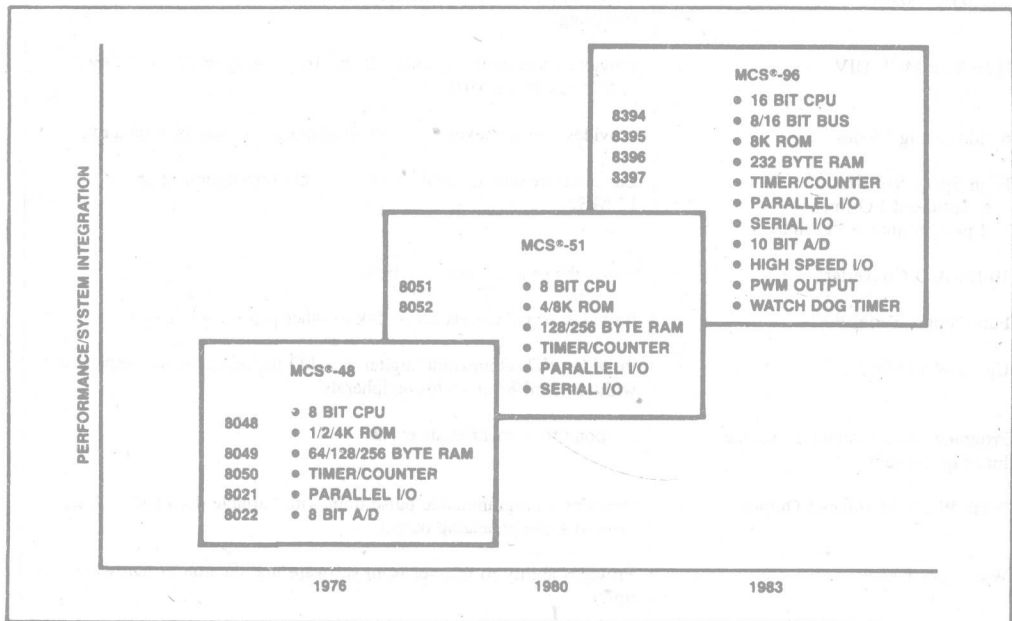 PERFORMANCE/SYSTEM INTEGRATION
MCS®-96
8394
8395
8396
8397
• 16 BIT CPU
• 8/16 BIT BUS
• 8K ROM
• 232 BYTE RAM
• TIMER/COUNTER
• PARALLEL I/O
• SERIAL I/O
• 10 BIT A/D
• HIGH SPEED I/O
• PWM OUTPUT
• WATCH DOG TIMER
MCS®-51
8051
8052
• 8 BIT CPU
• 4/8K ROM
• 128/256 BYTE RAM
• TIMER/COUNTER
• PARALLEL I/O
• SERIAL I/O
MCS®-48
8048
8049
8050
8021
8022
• 8 BIT CPU
• 1/2/4K ROM
• 64/128/256 BYTE RAM
• TIMER/COUNTER
• PARALLEL I/O
• 8 BIT A/D
1976 1980 1983